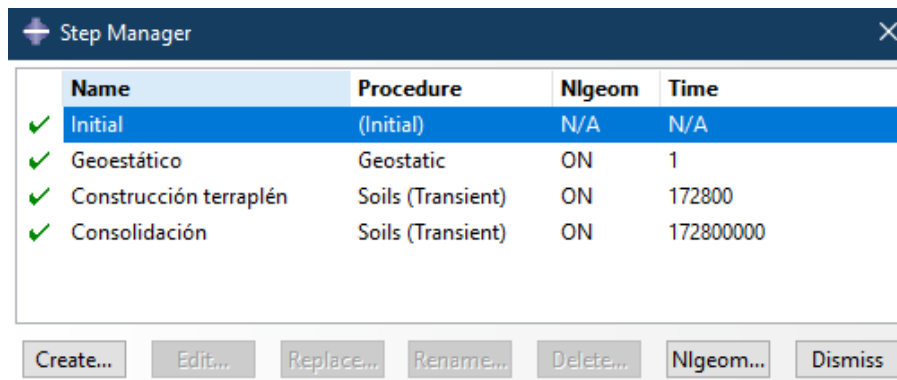 Step Manager
Name Procedure Nlgeom Time
Initial (Initial) N/A N/A
Geoestático Geostatic ON 1
Construcción terraplén Soils (Transient) ON 172800
Consolidación Soils (Transient) ON 172800000
Create... Edit... Replace... Rename... Delete... Nlgeom... Dismiss